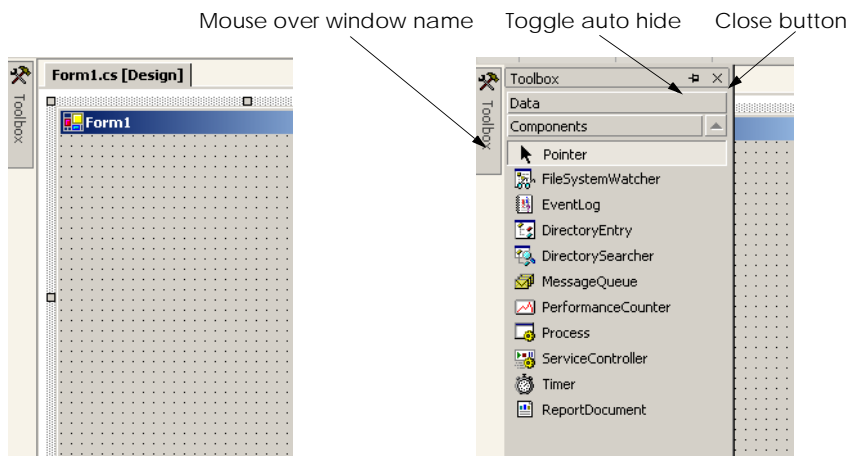 Mouse over window name Toggle auto hide Close button
Toolbox
Form1.cs [Design]
Form1
Toolbox
Toolbox
Data
Components
Pointer
FileSystemWatcher
EventLog
DirectoryEntry
DirectorySearcher
MessageQueue
PerformanceCounter
Process
ServiceController
Timer
ReportDocument